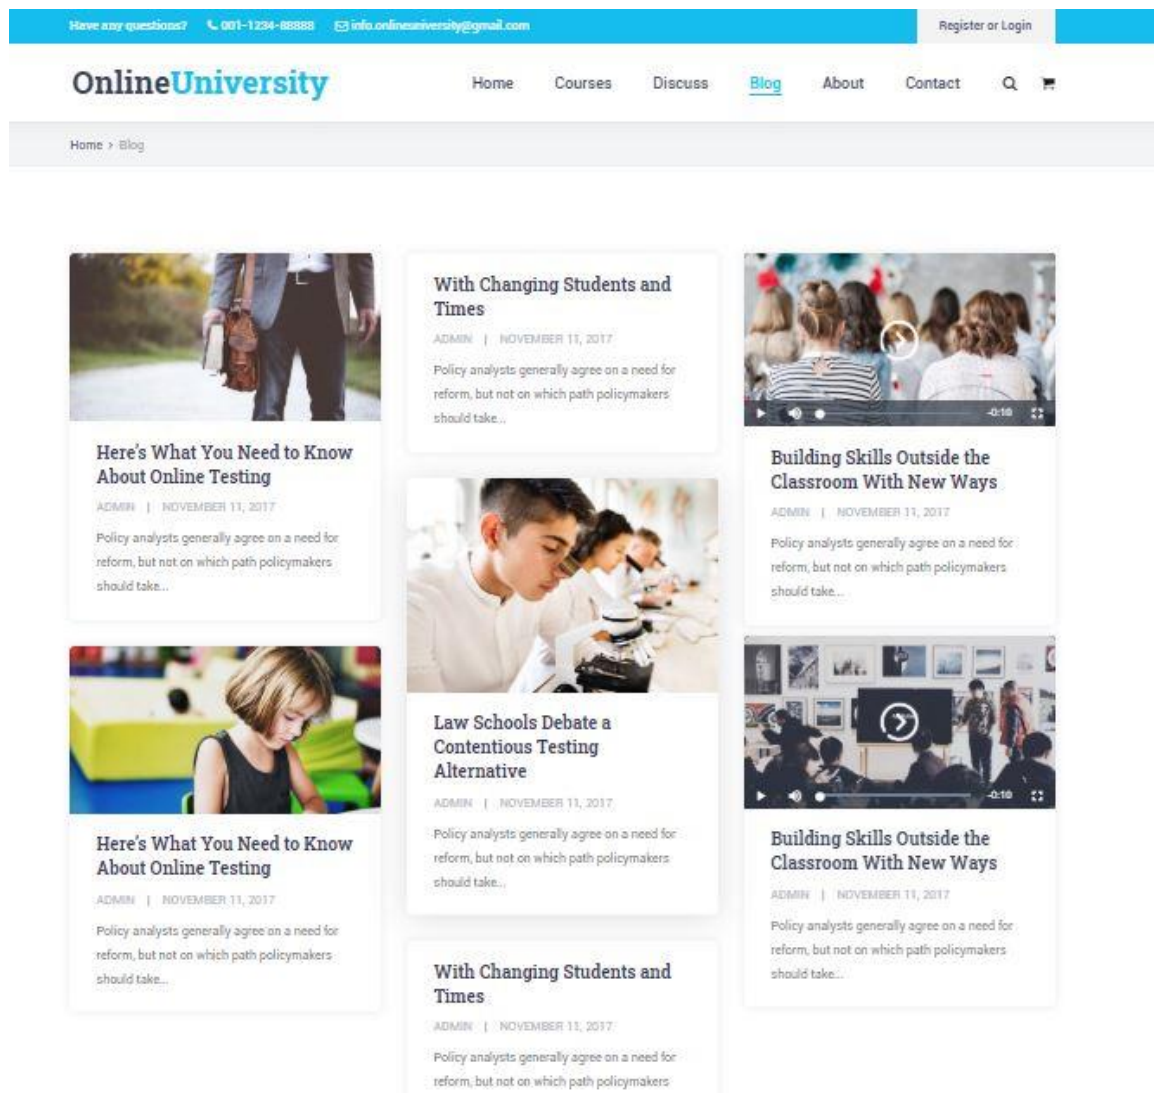 Have any questions? 001-1234-88888 info.onlineuniversity@gmail.com Register or Login
OnlineUniversity Home Courses Discuss Blog About Contact
Home > Blog
Here's What You Need to Know
About Online Testing
ADMIN | NOVEMBER 11, 2017
Policy analysts generally agree on a need for
reform, but not on which path policymakers
should take...
Here's What You Need to Know
About Online Testing
ADMIN | NOVEMBER 11, 2017
Policy analysts generally agree on a need for
reform, but not on which path policymakers
should take...
With Changing Students and
Times
ADMIN | NOVEMBER 11, 2017
Policy analysts generally agree on a need for
reform, but not on which path policymakers
should take...
Law Schools Debate a
Contentious Testing
Alternative
ADMIN | NOVEMBER 11, 2017
Policy analysts generally agree on a need for
reform, but not on which path policymakers
should take...
With Changing Students and
Times
ADMIN | NOVEMBER 11, 2017
Policy analysts generally agree on a need for
reform, but not on which path policymakers
-0:10
Building Skills Outside the
Classroom With New Ways
ADMIN | NOVEMBER 11, 2017
Policy analysts generally agree on a need for
reform, but not on which path policymakers
should take...
-0:10
Building Skills Outside the
Classroom With New Ways
ADMIN | NOVEMBER 11, 2017
Policy analysts generally agree on a need for
reform, but not on which path policymakers
should take...